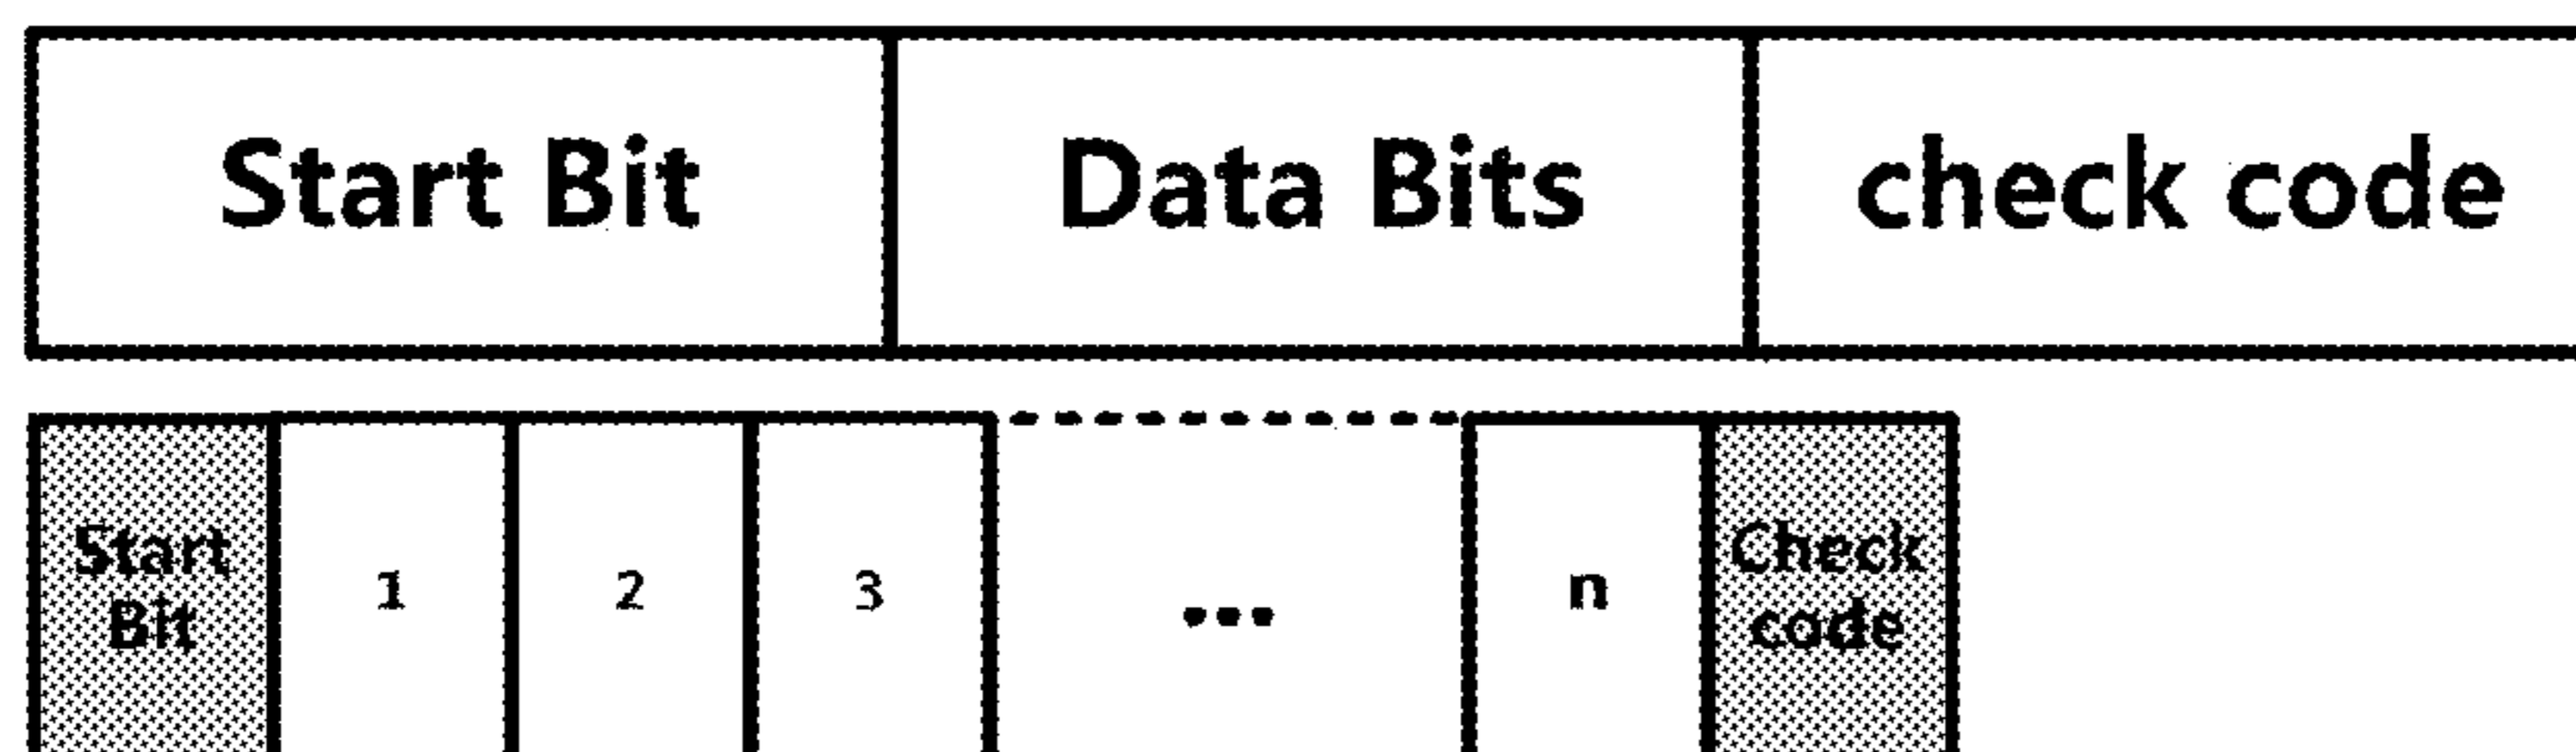 Start Bit Data Bits check code
Start Bit 1 2 3 ... n Check code